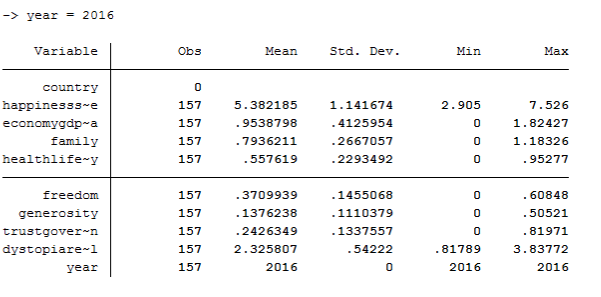 -> year = 2016
Variable Obs Mean Std. Dev. Min Max
country 0
happinesss~e 157 5.382185 1.141674 2.905 7.526
economygdp~a 157 .9538798 .4125954 0 1.82427
family 157 .7936211 .2667057 0 1.18326
healthlife~y 157 .557619 .2293492 0 .95277
freedom 157 .3709939 .1455068 0 .60848
generosity 157 .1376238 .1110379 0 .50521
trustgover~n 157 .2426349 .1337557 0 .81971
dystopiare~l 157 2.325807 .54222 .81789 3.83772
year 157 2016 0 2016 2016